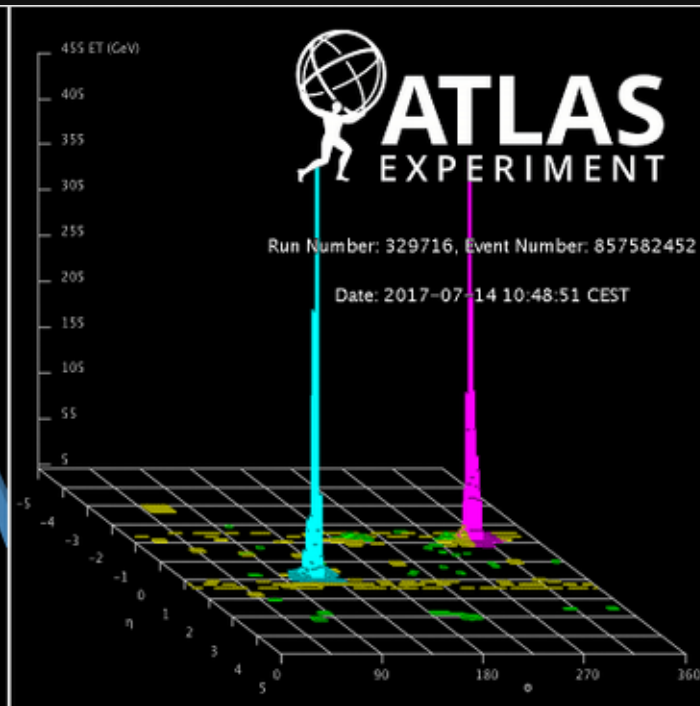 455 ET (GeV)
405
355
305
255
205
155
105
55
5
ATLAS
EXPERIMENT
Run Number: 329716, Event Number: 857582452
Date: 2017-07-14 10:48:51 CEST
-5
-4
-3
-2
-1
0
1
2
3
4
5
η
0 90 180 270 360
Φ